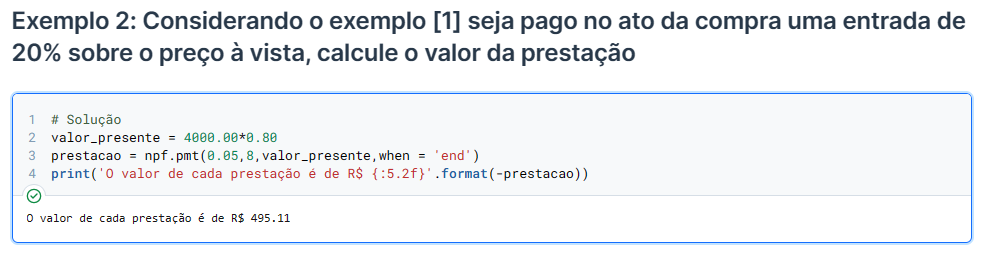 Exemplo 2: Considerando o exemplo [1] seja pago no ato da compra uma entrada de
20% sobre o preço à vista, calcule o valor da prestação
1 # Solução
2 valor_presente = 4000.00*0.80
3 prestacao = npf.pmt(0.05,8,valor_presente,when = 'end')
4 print('O valor de cada prestação é de R$ {:5.2f}'.format(-prestacao))
O valor de cada prestação é de R$ 495.11